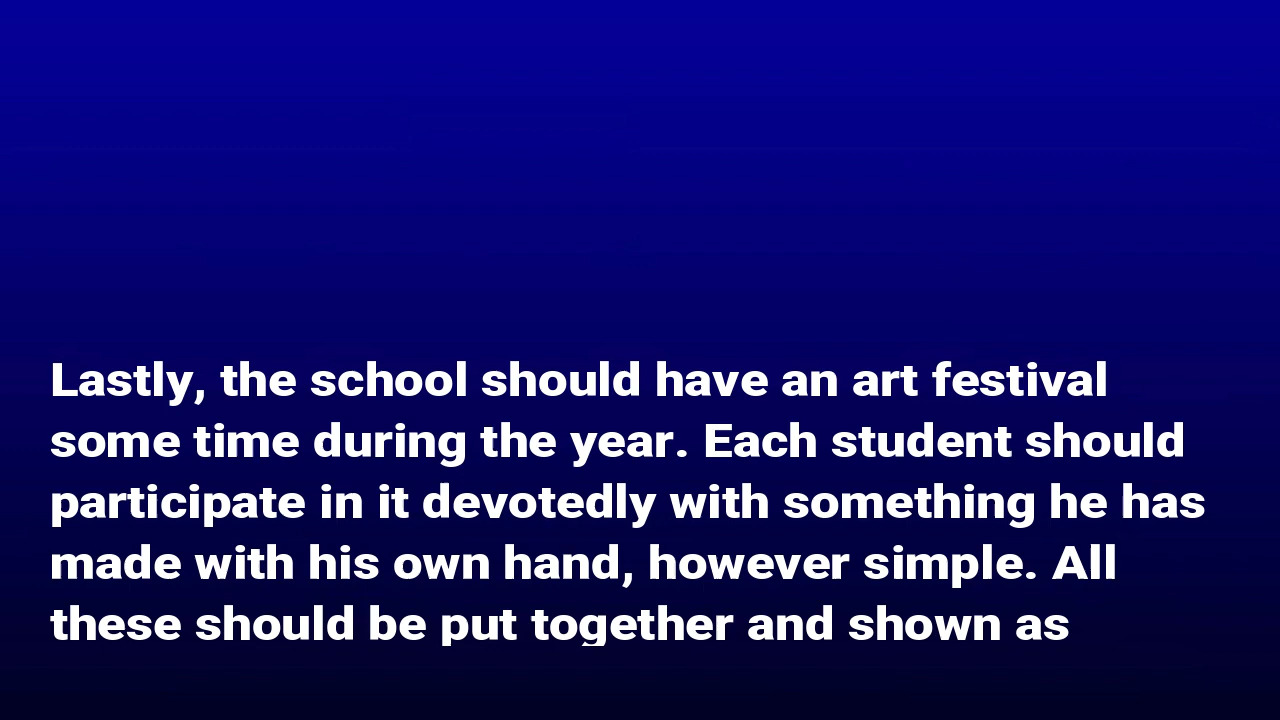 Lastly, the school should have an art festival
some time during the year. Each student should
participate in it devotedly with something he has
made with his own hand, however simple. All
these should be put together and shown as